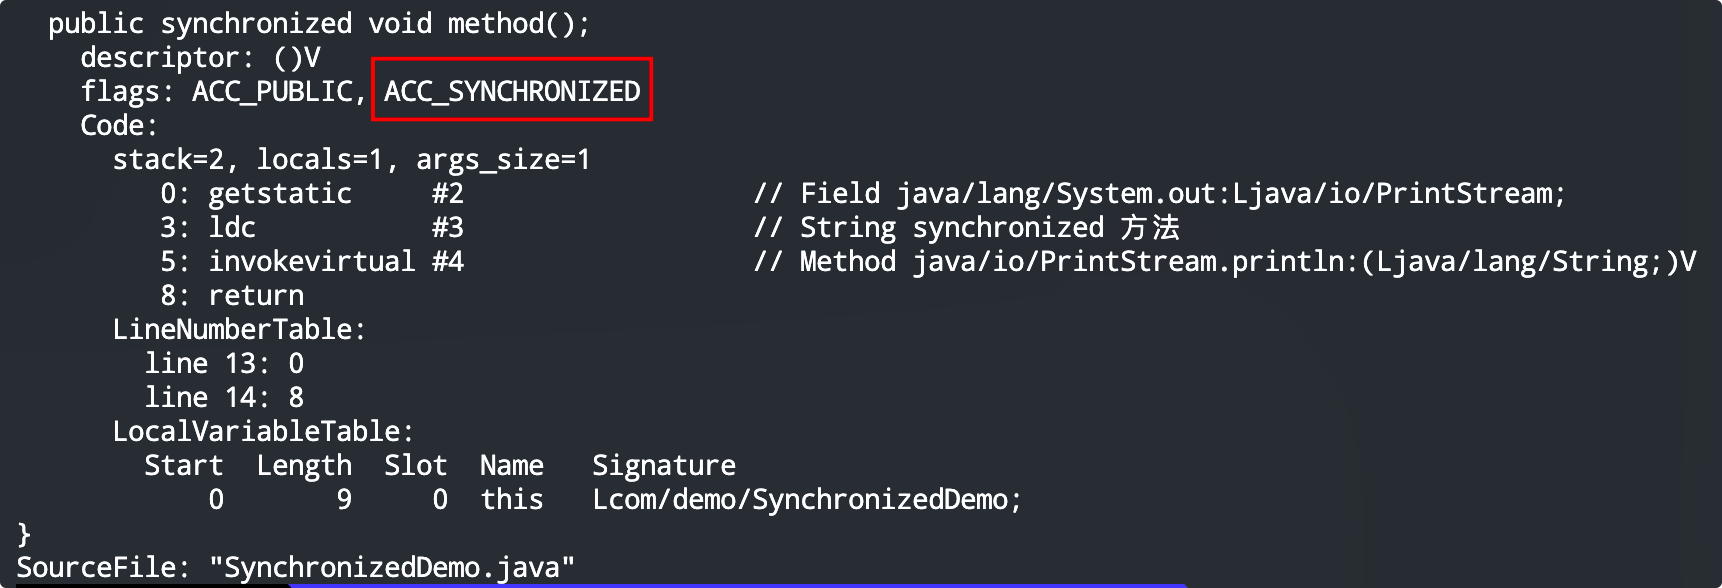 public synchronized void method();
descriptor: ()V
flags: ACC_PUBLIC, ACC_SYNCHRONIZED
Code:
stack=2, locals=1, args_size=1
0: getstatic #2 // Field java/lang/System.out:Ljava/io/PrintStream;
3: ldc #3 // String synchronized 方法
5: invokevirtual #4 // Method java/io/PrintStream.println:(Ljava/lang/String;)V
8: return
LineNumberTable:
line 13: 0
line 14: 8
LocalVariableTable:
Start Length Slot Name Signature
0 9 0 this Lcom/demo/SynchronizedDemo;
}
SourceFile: "SynchronizedDemo.java"